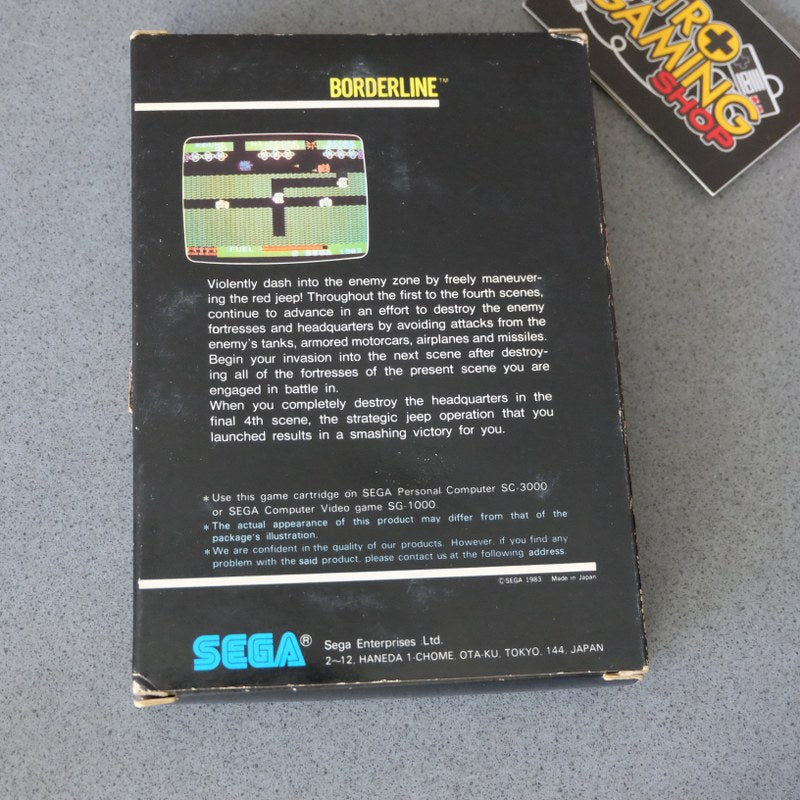 TRO
GAMING
SHOP
BORDERLINE™
FUEL
© SEGA 1983
Violently dash into the enemy zone by freely maneuver-
ing the red jeep! Throughout the first to the fourth scenes,
continue to advance in an effort to destroy the enemy
fortresses and headquarters by avoiding attacks from the
enemy's tanks, armored motorcars, airplanes and missiles.
Begin your invasion into the next scene after destroy-
ing all of the fortresses of the present scene you are
engaged in battle in.
When you completely destroy the headquarters in the
final 4th scene, the strategic jeep operation that you
launched results in a smashing victory for you.
*Use this game cartridge on SEGA Personal Computer SC-3000
or SEGA Computer Video game SG-1000.
*The actual appearance of this product may differ from that of the
package's illustration.
*We are confident in the quality of our products. However, if you find any
problem with the said product, please contact us at the following address.
©SEGA 1983 Made in Japan
SEGA® Sega Enterprises Ltd.
2~12, HANEDA 1-CHOME, OTA-KU, TOKYO, 144, JAPAN